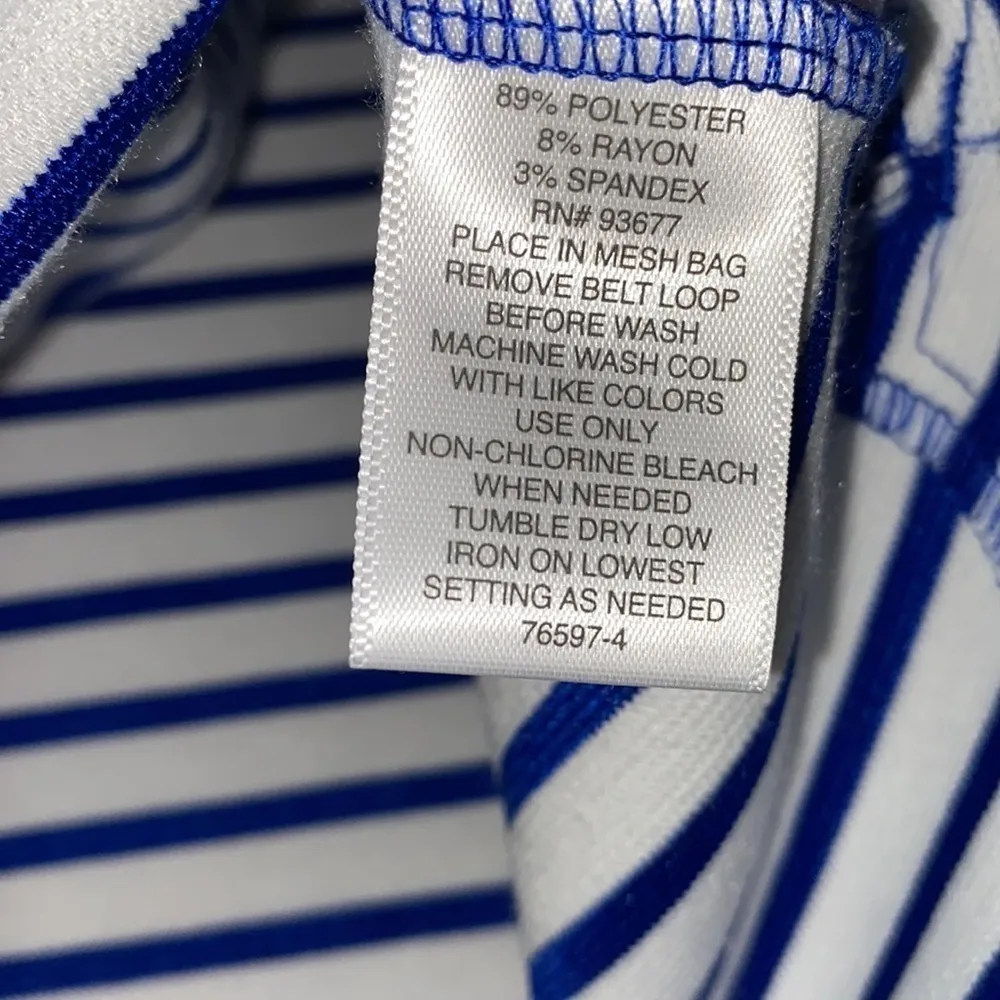 89% POLYESTER
8% RAYON
3% SPANDEX
RN# 93677
PLACE IN MESH BAG
REMOVE BELT LOOP
BEFORE WASH
MACHINE WASH COLD
WITH LIKE COLORS
USE ONLY
NON-CHLORINE BLEACH
WHEN NEEDED
TUMBLE DRY LOW
IRON ON LOWEST
SETTING AS NEEDED
76597-4